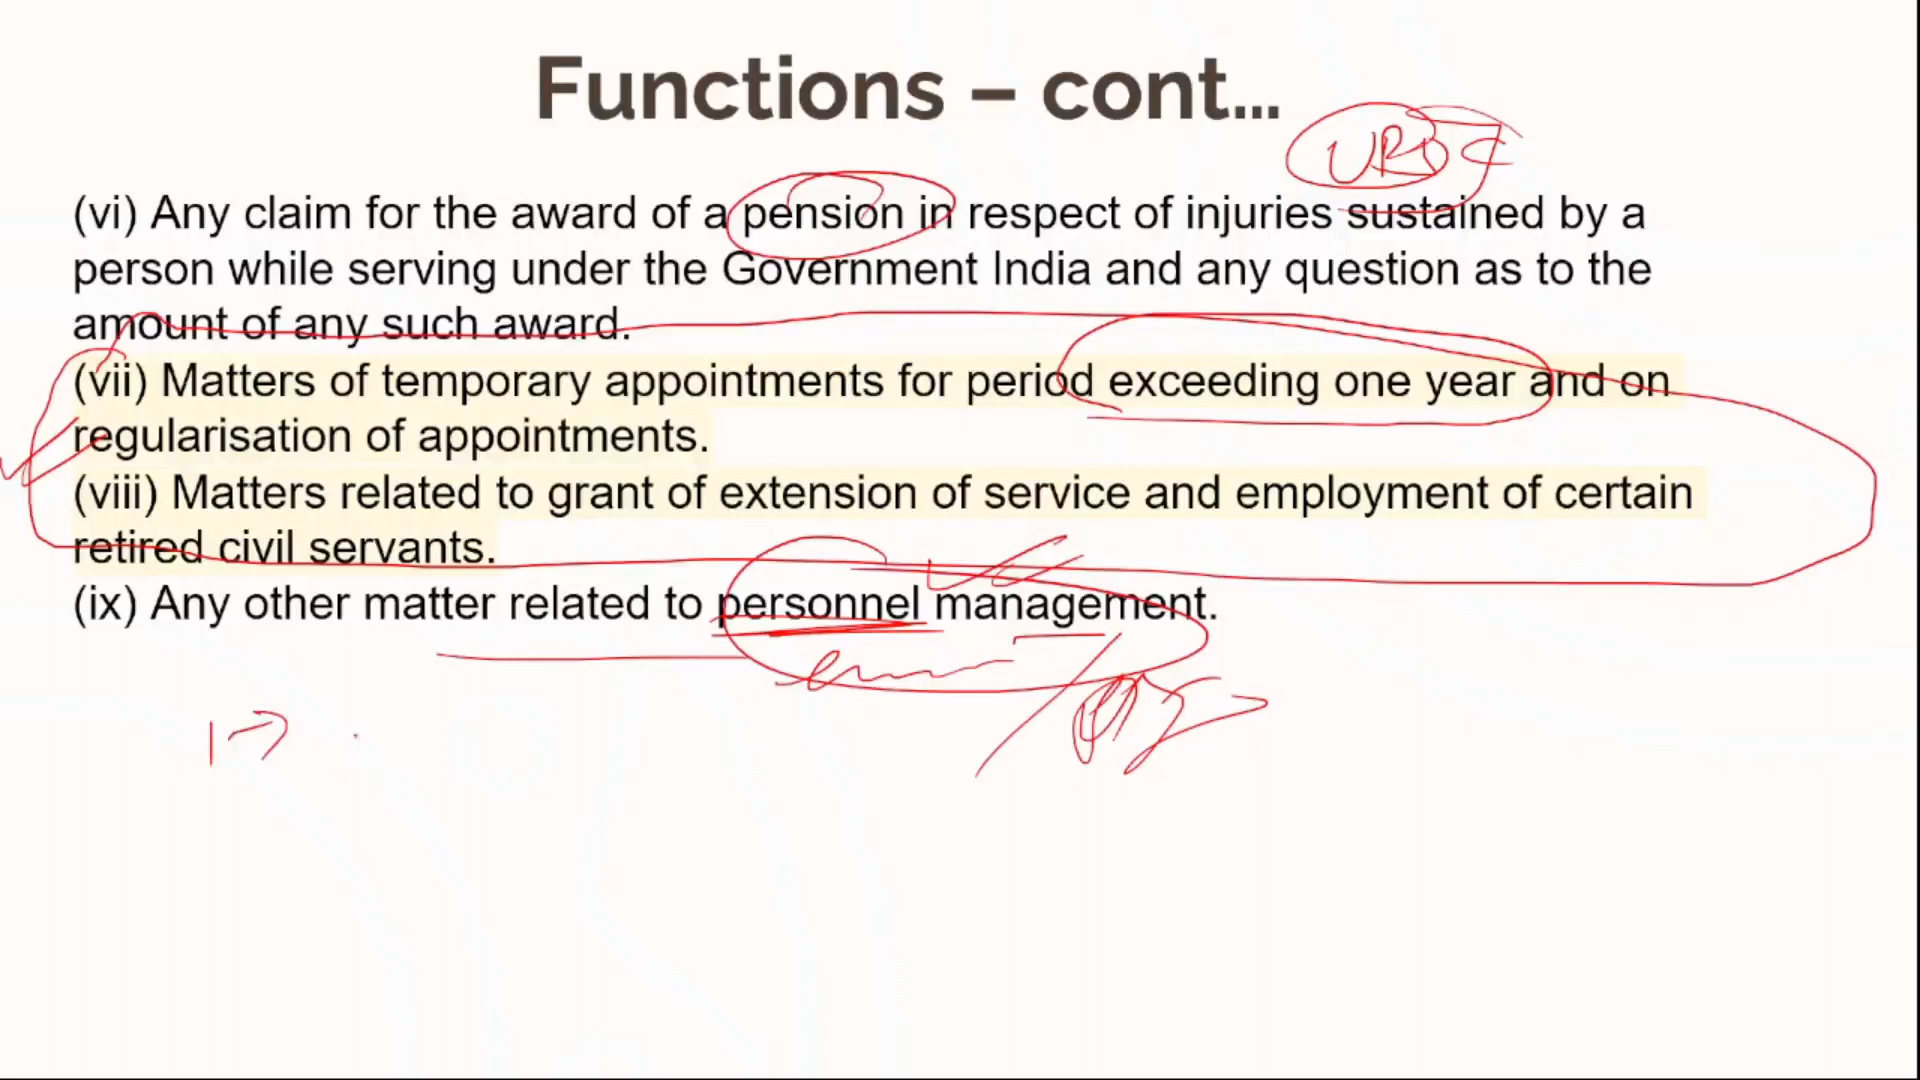 Functions – cont...
(vi) Any claim for the award of a pension in respect of injuries sustained by a
person while serving under the Government India and any question as to the
amount of any such award.
(vii) Matters of temporary appointments for period exceeding one year and on
regularisation of appointments.
(viii) Matters related to grant of extension of service and employment of certain
retired civil servants.
(ix) Any other matter related to personnel management.